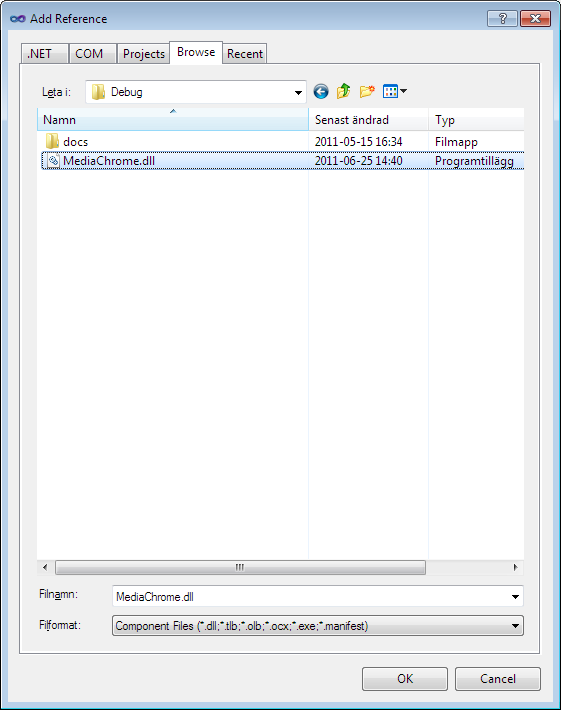 Add Reference
.NET COM Projects Browse Recent
Leta i: Debug
Namn Senast ändrad Typ
docs 2011-05-15 16:34 Filmapp
MediaChrome.dll 2011-06-25 14:40 Programtillägg
Filnamn: MediaChrome.dll
Filformat: Component Files (*.dll;*.tlb;*.olb;*.ocx;*.exe;*.manifest)
OK Cancel